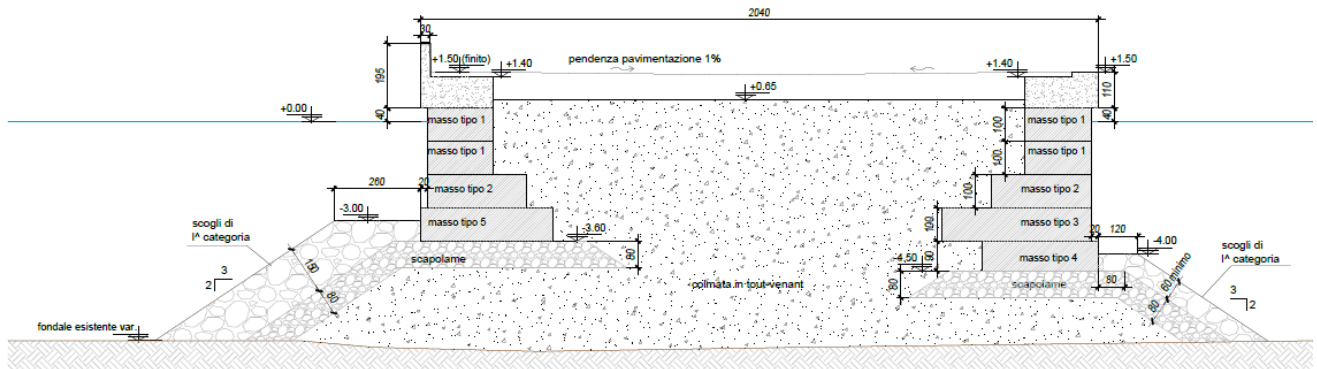 2040
30
+1.50 (finito)
+1.40
pendenza pavimentazione 1%
+1.40
+1.50
195
110
+0.65
+0.00
40
40
masso tipo 1
100
masso tipo 1
masso tipo 1
100
masso tipo 1
260
20
masso tipo 2
100
masso tipo 2
-3.00
masso tipo 5
100
masso tipo 3
20
120
scogli di
I^ categoria
-3.60
-4.00
scogli di
I^ categoria
scapolame
80
-4.50
90
masso tipo 4
3
2
150
80
colmata in tout-venant
80
scapolame
80
60 minimo
80
3
2
fondale esistente var.